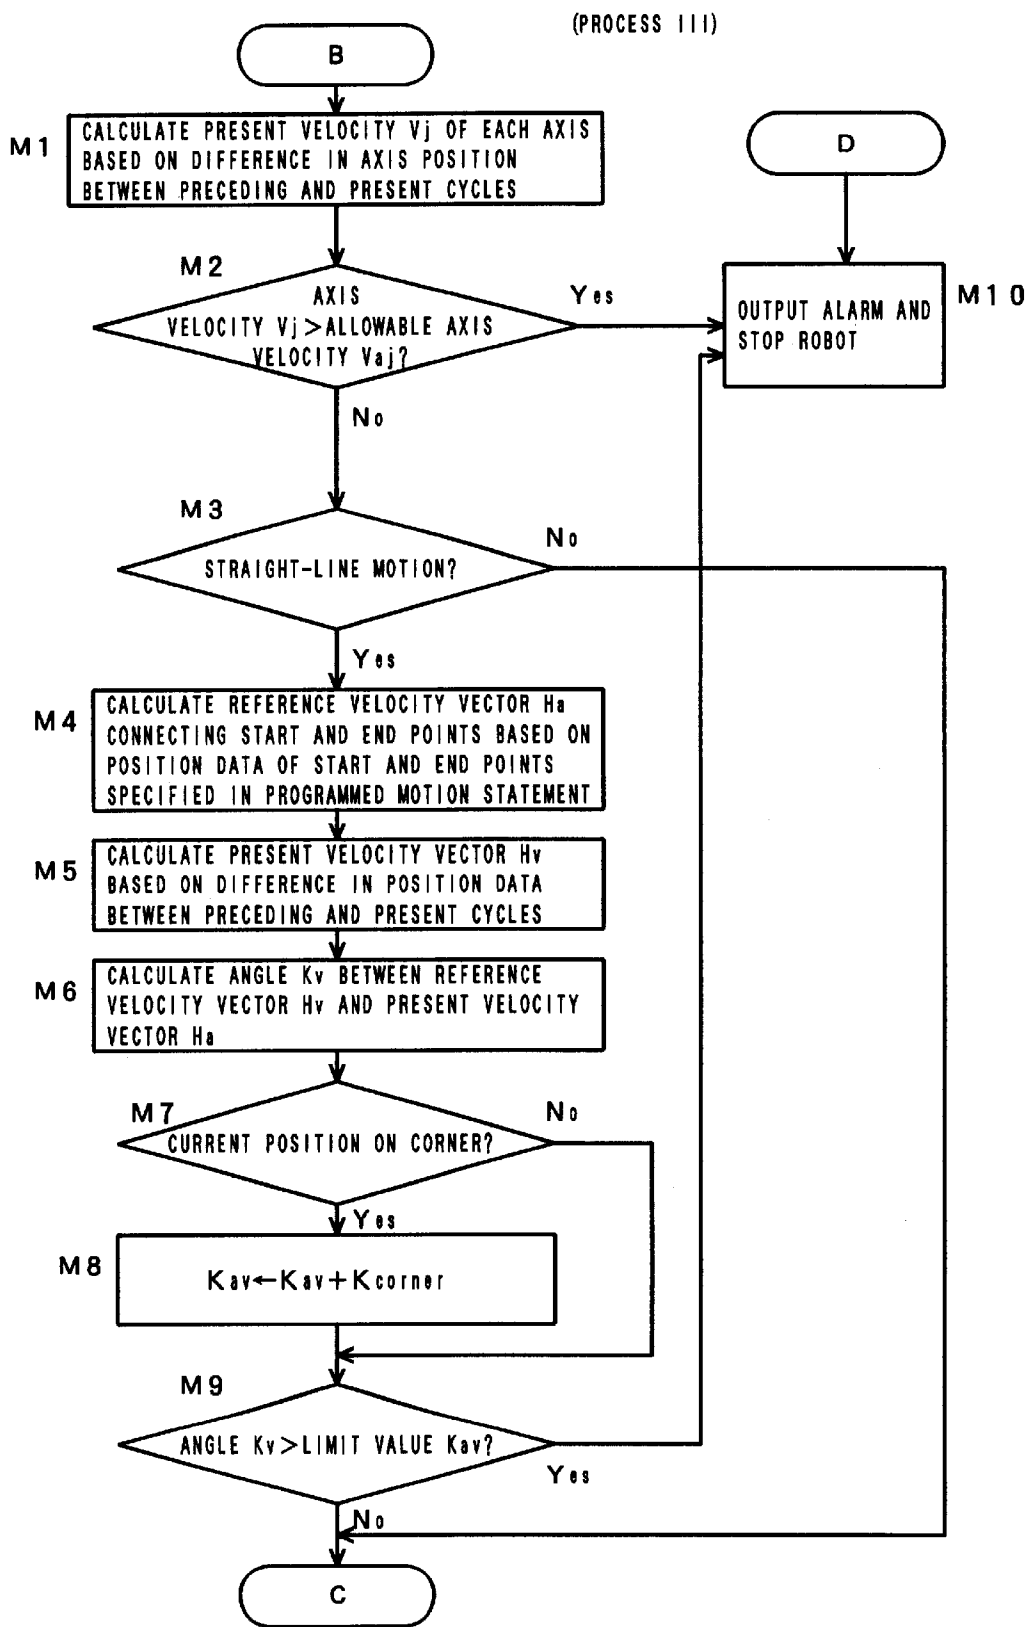 (PROCESS III)
B
M1
CALCULATE PRESENT VELOCITY Vj OF EACH AXIS
BASED ON DIFFERENCE IN AXIS POSITION
BETWEEN PRECEDING AND PRESENT CYCLES
D
M2
AXIS
VELOCITY Vj>ALLOWABLE AXIS
VELOCITY Vaj?
Yes
No
OUTPUT ALARM AND
STOP ROBOT
M10
M3
STRAIGHT-LINE MOTION?
No
Yes
M4
CALCULATE REFERENCE VELOCITY VECTOR Ha
CONNECTING START AND END POINTS BASED ON
POSITION DATA OF START AND END POINTS
SPECIFIED IN PROGRAMMED MOTION STATEMENT
M5
CALCULATE PRESENT VELOCITY VECTOR Hv
BASED ON DIFFERENCE IN POSITION DATA
BETWEEN PRECEDING AND PRESENT CYCLES
M6
CALCULATE ANGLE Kv BETWEEN REFERENCE
VELOCITY VECTOR Hv AND PRESENT VELOCITY
VECTOR Ha
M7
CURRENT POSITION ON CORNER?
No
Yes
M8
Kav←Kav+Kcorner
M9
ANGLE Kv>LIMIT VALUE Kav?
Yes
No
C